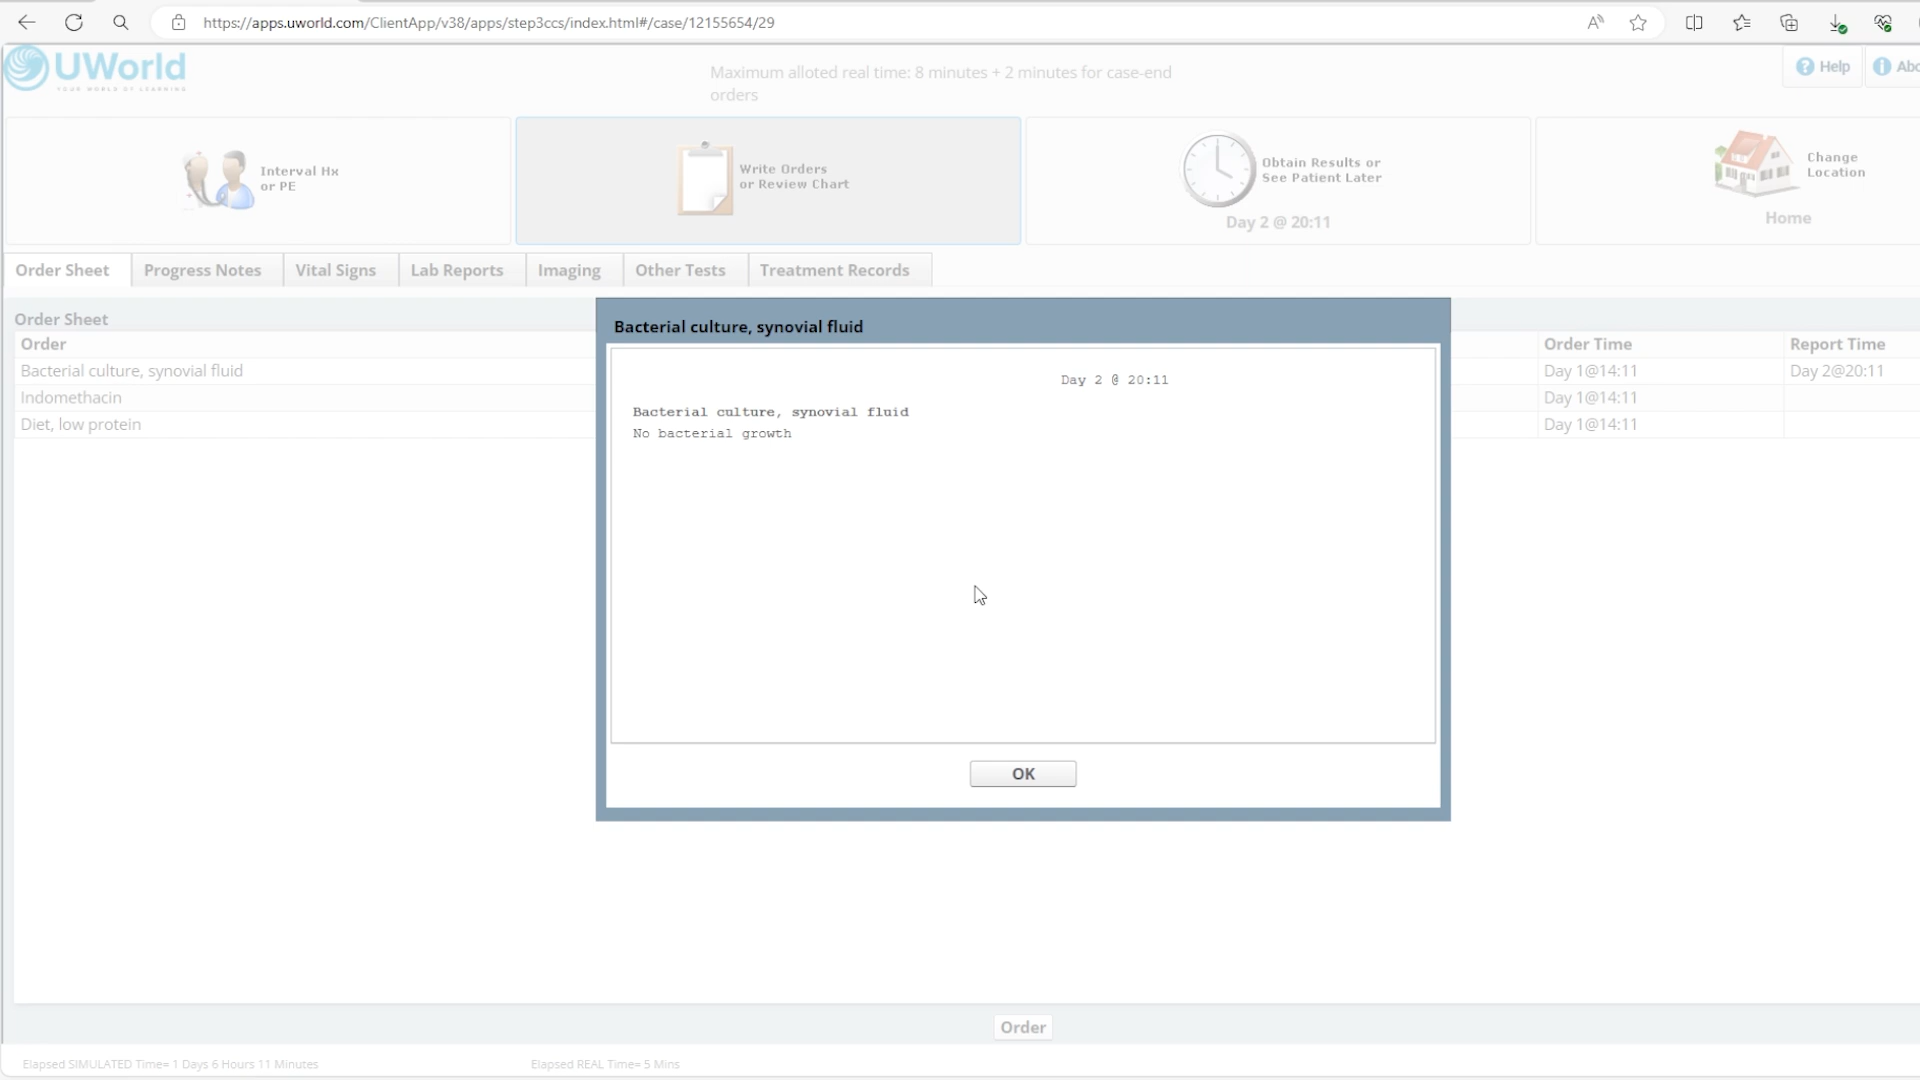 https://apps.uworld.com/ClientApp/v38/apps/step3ccs/index.html#/case/12155654/29
UWorld
YOUR WORLD OF LEARNING
Maximum alloted real time: 8 minutes + 2 minutes for case-end
orders
Help
Abo
Interval Hx
or PE
Write Orders
or Review Chart
Obtain Results or
See Patient Later
Day 2 @ 20:11
Change
Location
Home
Order Sheet
Progress Notes
Vital Signs
Lab Reports
Imaging
Other Tests
Treatment Records
Order Sheet
Order
Order Time
Report Time
Bacterial culture, synovial fluid
Day 1@14:11
Day 2@20:11
Indomethacin
Day 1@14:11
Diet, low protein
Day 1@14:11
Bacterial culture, synovial fluid
Day 2 @ 20:11
Bacterial culture, synovial fluid
No bacterial growth
OK
Order
Elapsed SIMULATED Time= 1 Days 6 Hours 11 Minutes
Elapsed REAL Time= 5 Mins